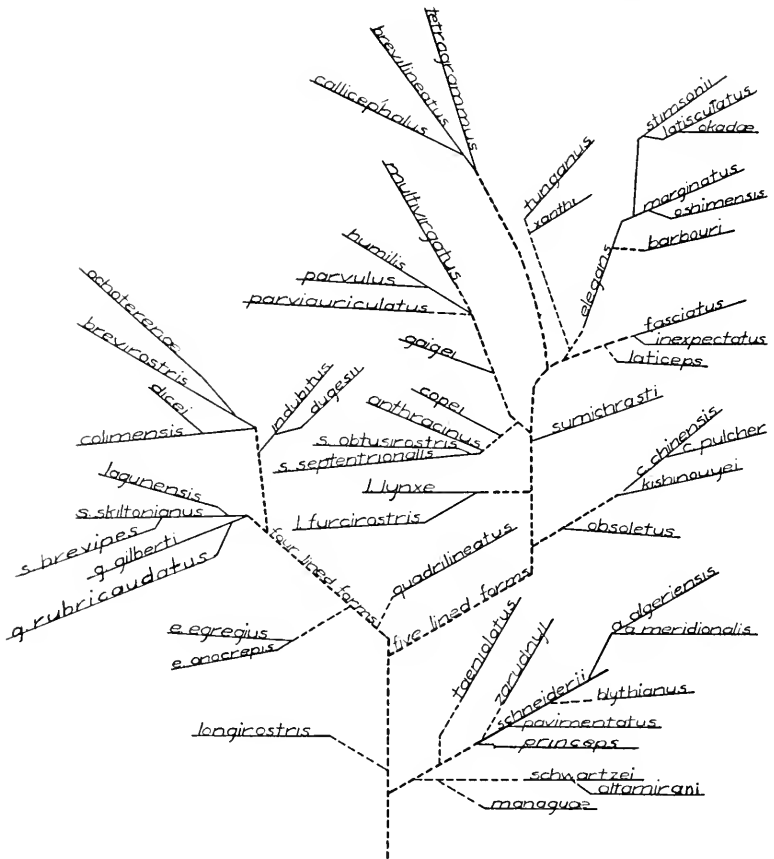 tetragrammus
brevilineatus
callicephalus
stimsonii
latiscutatus
okadae
multivirgatus
tunganus
xanthi
marginatus
oshimensis
barbouri
elegans
humilis
parvulus
parviauriculatus
ochoterenae
brevirostris
dicei
colimensis
indubitus
dugesii
gaigei
fasciatus
inexpectatus
laticeps
copei
anthracinus
s. obtusirostris
s. septentrionalis
sumichrasti
c. chinensis
c. pulcher
kishinouyei
lagunensis
s. skiltonianus
s. brevipes
g. gilberti
g. rubricaudatus
l. lynxe
l. furcirostris
obsoletus
four lined forms
quadrilineatus
five lined forms
e. egregius
e. onocrepis
taeniolatus
zarudnyi
a. algeriensis
a. meridionalis
schneiderii
blythianus
pavimentatus
princeps
longirostris
schwartzei
altamirani
managuae